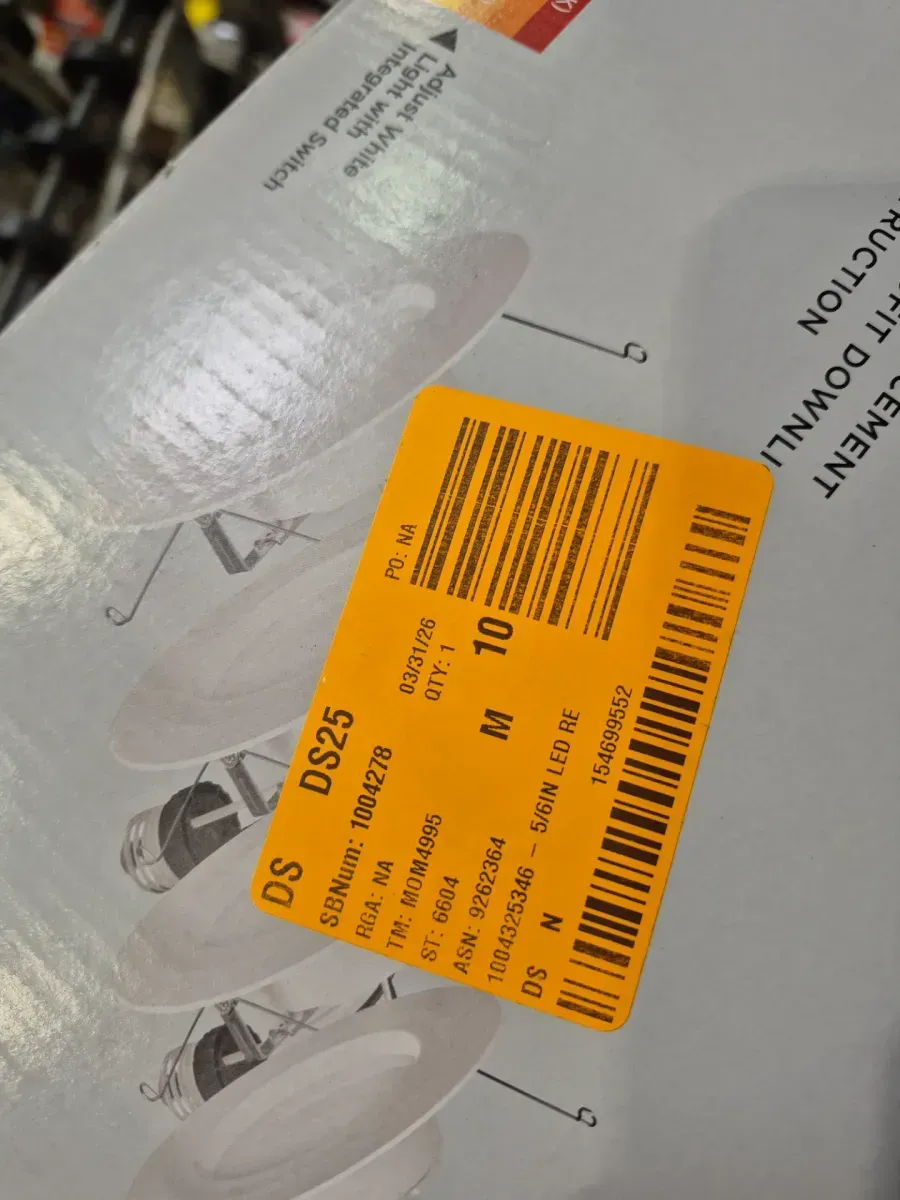 K)
Adjust White
Light with
Integrated Switch
RUCTION
FIT DOWNLI
CEMENT
DS DS25
SBNum: 1004278
RGA: NA
PO: NA
TM: MOM4995
03/31/26
ST: 6604
QTY: 1
ASN: 9262364
M 10
1004325346 – 5/6IN LED RE
DS N
154699552